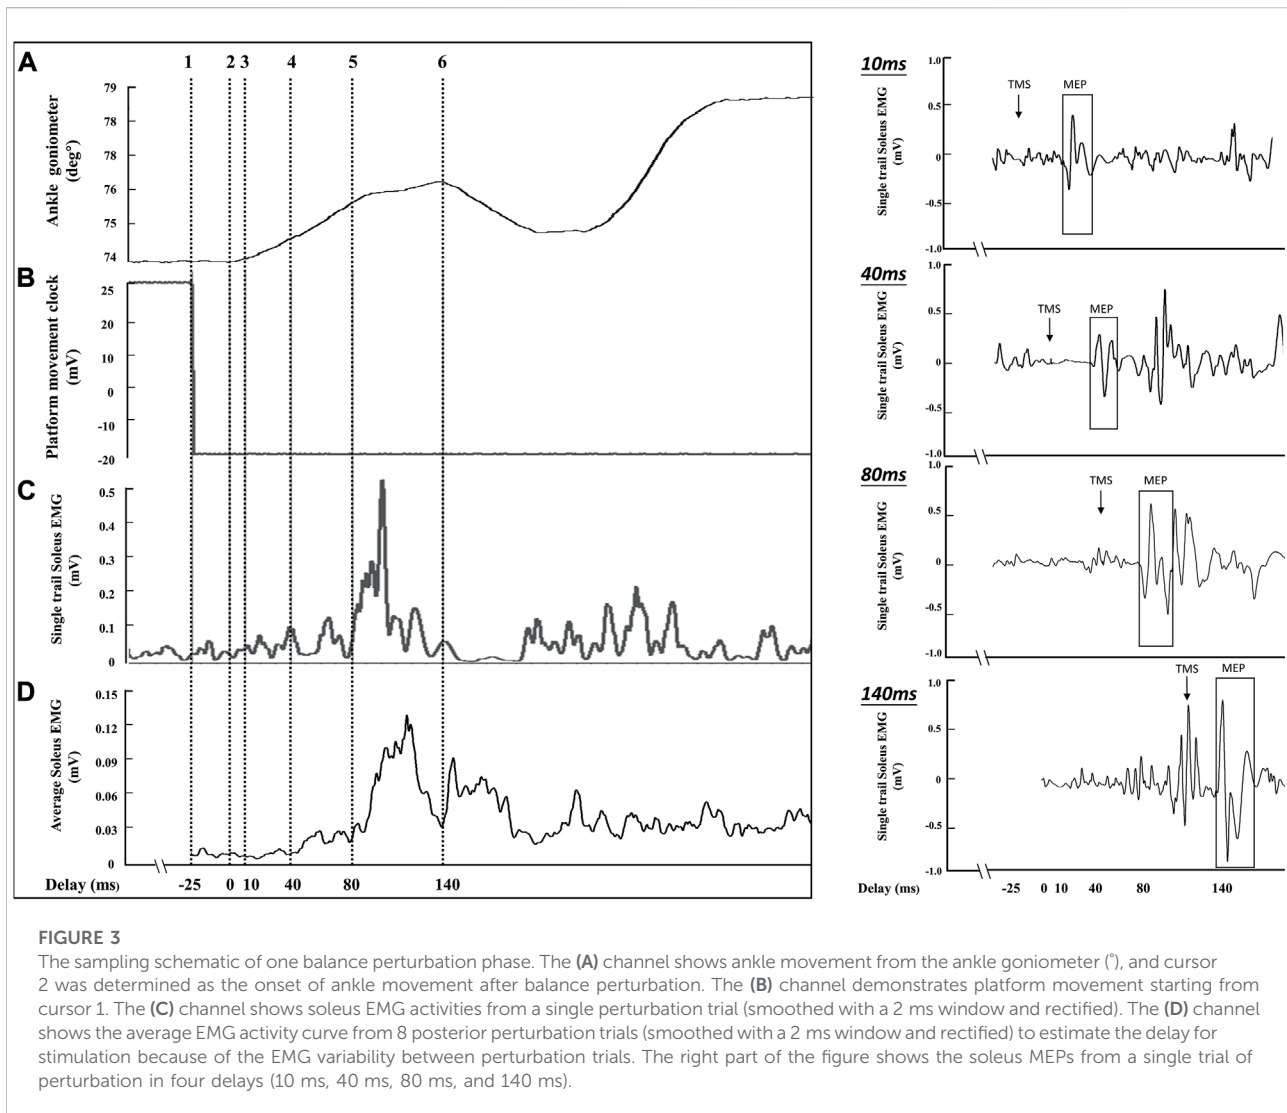 A
1 2 3 4 5 6
Ankle goniometer
(deg°)
79
78
78
76
75
74
B
Platform movement clock
(mV)
25
20
10
0
-10
-20
C
Single trail Soleus EMG
(mV)
0.5
0.4
0.3
0.2
0.1
0
D
Average Soleus EMG
(mV)
0.15
0.12
0.09
0.06
0.03
0
Delay (ms) -25 0 10 40 80 140
10ms
Single trail Soleus EMG
(mV)
1.0
0.5
0
-0.5
-1.0
TMS
MEP
40ms
Single trail Soleus EMG
(mV)
1.0
0.5
0
-0.5
-1.0
TMS
MEP
80ms
Single trail Soleus EMG
(mV)
1.0
0.5
0
-0.5
-1.0
TMS
MEP
140ms
Single trail Soleus EMG
(mV)
1.0
0.5
0
-0.5
-1.0
TMS
MEP
Delay (ms) -25 0 10 40 80 140
FIGURE 3
The sampling schematic of one balance perturbation phase. The (A) channel shows ankle movement from the ankle goniometer (°), and cursor
2 was determined as the onset of ankle movement after balance perturbation. The (B) channel demonstrates platform movement starting from
cursor 1. The (C) channel shows soleus EMG activities from a single perturbation trial (smoothed with a 2 ms window and rectified). The (D) channel
shows the average EMG activity curve from 8 posterior perturbation trials (smoothed with a 2 ms window and rectified) to estimate the delay for
stimulation because of the EMG variability between perturbation trials. The right part of the figure shows the soleus MEPs from a single trial of
perturbation in four delays (10 ms, 40 ms, 80 ms, and 140 ms).